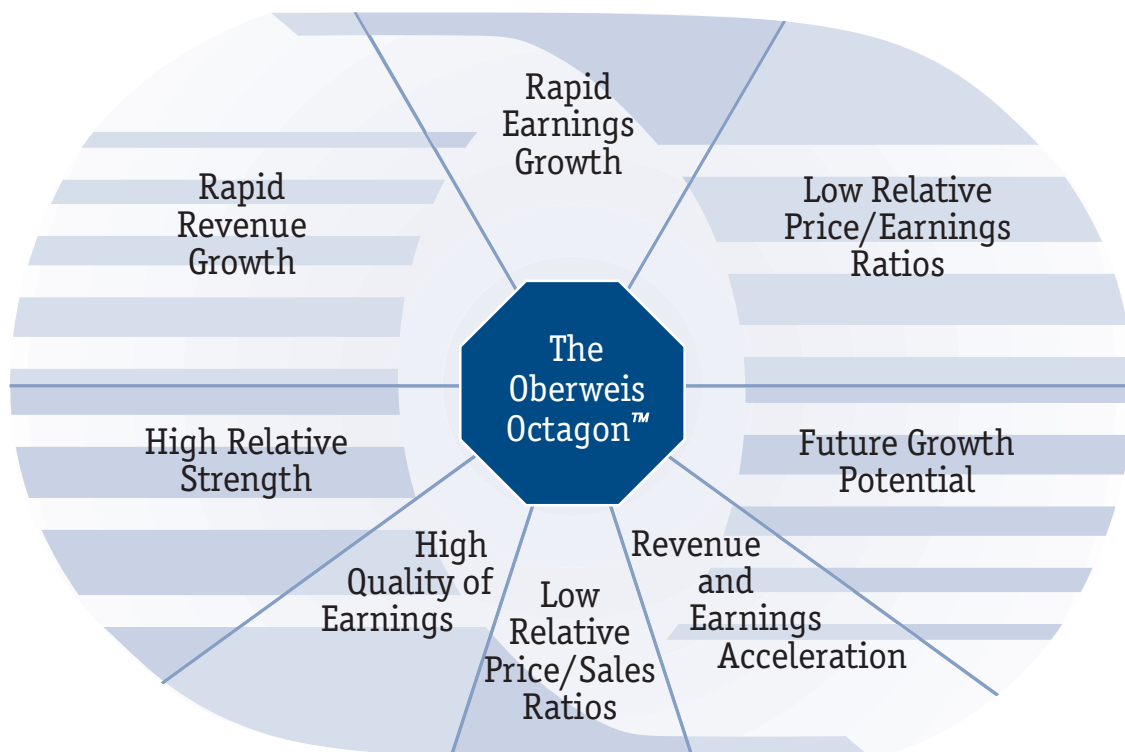 Rapid
Earnings
Growth
Rapid
Revenue
Growth
Low Relative
Price/Earnings
Ratios
The
Oberweis
Octagon™
High Relative
Strength
Future Growth
Potential
High
Quality of
Earnings
Low
Relative
Price/Sales
Ratios
Revenue
and
Earnings
Acceleration